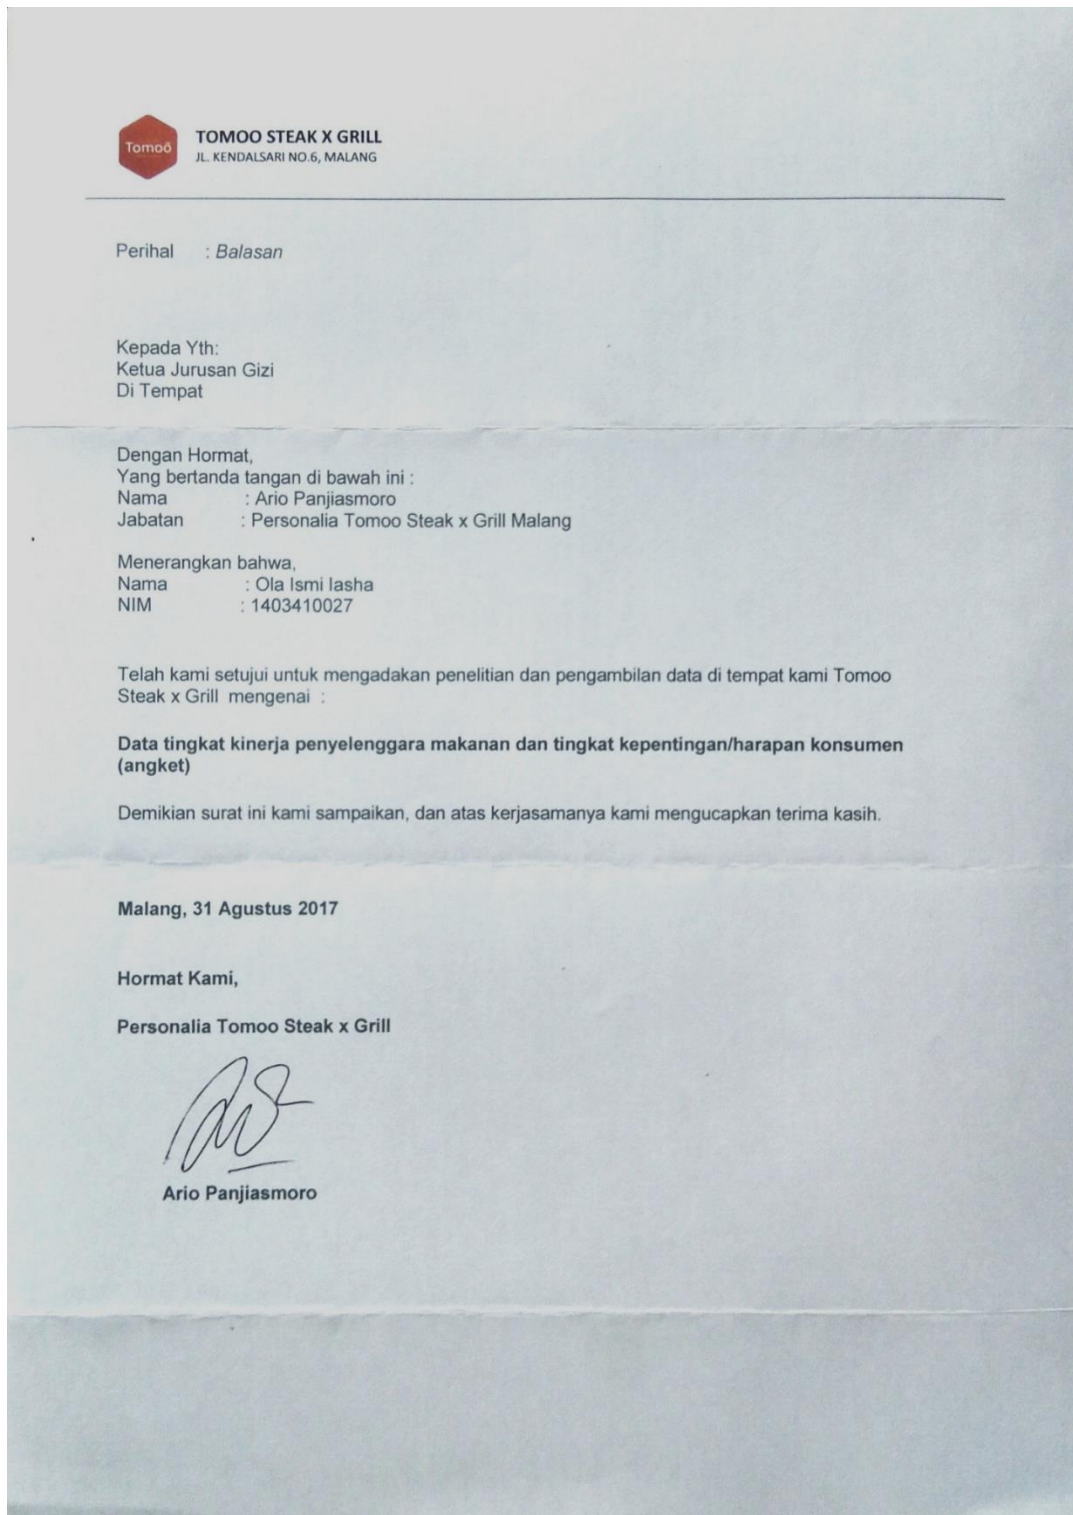 Tomoo
TOMOO STEAK X GRILL
JL. KENDALSARI NO.6, MALANG
Perihal : Balasan
Kepada Yth:
Ketua Jurusan Gizi
Di Tempat
Dengan Hormat,
Yang bertanda tangan di bawah ini :
Nama : Ario Panjiasmoro
Jabatan : Personalia Tomoo Steak x Grill Malang
Menerangkan bahwa,
Nama : Ola Ismi Iasha
NIM : 1403410027
Telah kami setujui untuk mengadakan penelitian dan pengambilan data di tempat kami Tomoo
Steak x Grill mengenai :
Data tingkat kinerja penyelenggara makanan dan tingkat kepentingan/harapan konsumen
(angket)
Demikian surat ini kami sampaikan, dan atas kerjasamanya kami mengucapkan terima kasih.
Malang, 31 Agustus 2017
Hormat Kami,
Personalia Tomoo Steak x Grill
Ario Panjiasmoro